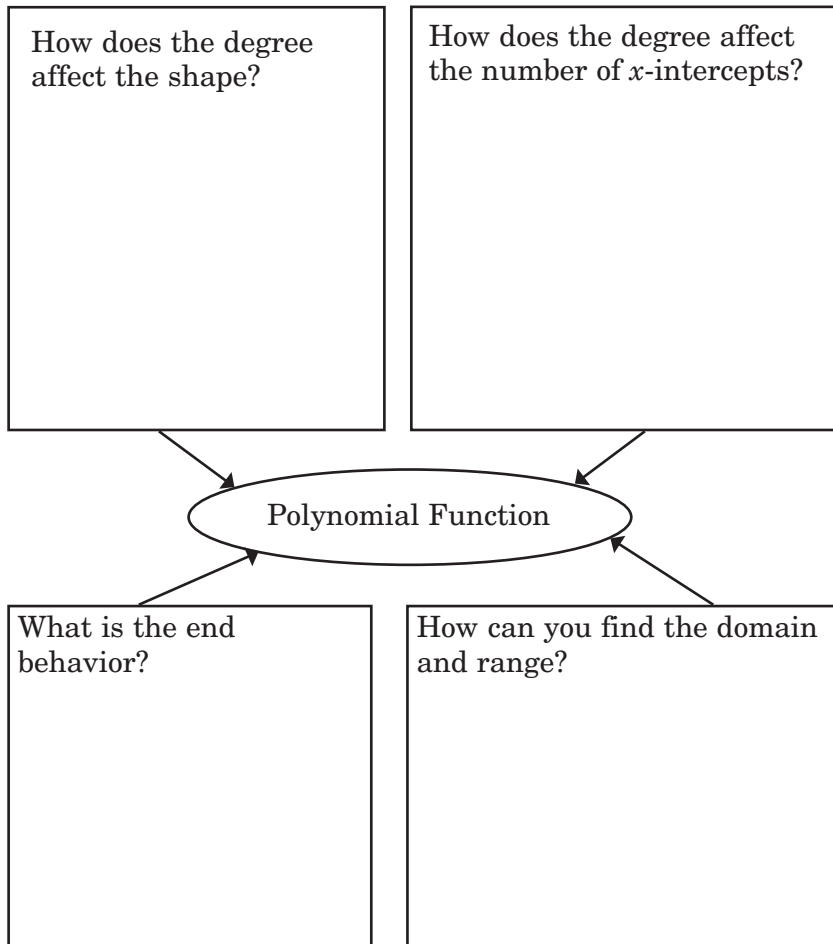 How does the degree
affect the shape?
How does the degree affect
the number of x-intercepts?
Polynomial Function
What is the end
behavior?
How can you find the domain
and range?